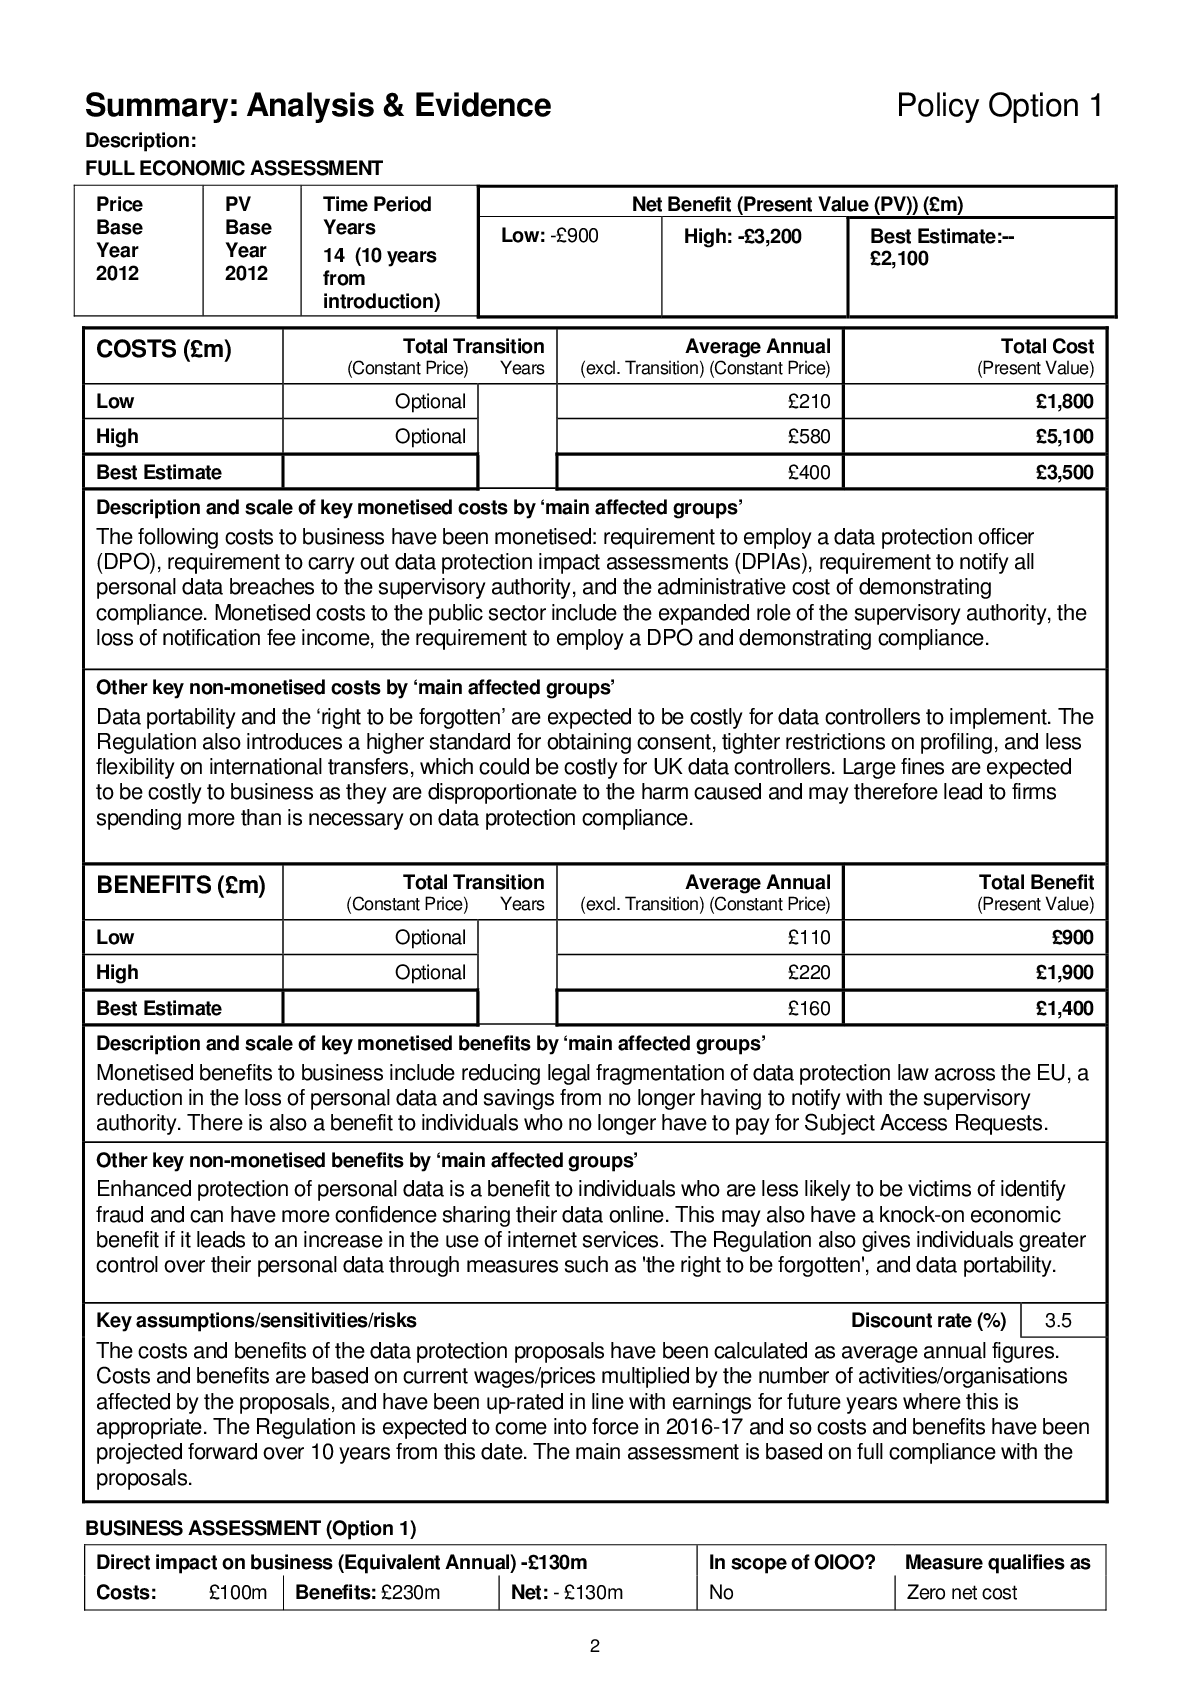 Summary: Analysis & Evidence Policy Option 1
Description:
FULL ECONOMIC ASSESSMENT
Price
Base
Year
2012
PV
Base
Year
2012
Time Period
Years
14 (10 years
from
introduction)
Net Benefit (Present Value (PV)) (£m)
Low: -£900
High: -£3,200
Best Estimate:--
£2,100
COSTS (£m)
Total Transition
(Constant Price) Years
Average Annual
(excl. Transition) (Constant Price)
Total Cost
(Present Value)
Low Optional £210 £1,800
High Optional £580 £5,100
Best Estimate £400 £3,500
Description and scale of key monetised costs by ‘main affected groups’
The following costs to business have been monetised: requirement to employ a data protection officer
(DPO), requirement to carry out data protection impact assessments (DPIAs), requirement to notify all
personal data breaches to the supervisory authority, and the administrative cost of demonstrating
compliance. Monetised costs to the public sector include the expanded role of the supervisory authority, the
loss of notification fee income, the requirement to employ a DPO and demonstrating compliance.
Other key non-monetised costs by ‘main affected groups’
Data portability and the ‘right to be forgotten’ are expected to be costly for data controllers to implement. The
Regulation also introduces a higher standard for obtaining consent, tighter restrictions on profiling, and less
flexibility on international transfers, which could be costly for UK data controllers. Large fines are expected
to be costly to business as they are disproportionate to the harm caused and may therefore lead to firms
spending more than is necessary on data protection compliance.
BENEFITS (£m)
Total Transition
(Constant Price) Years
Average Annual
(excl. Transition) (Constant Price)
Total Benefit
(Present Value)
Low Optional £110 £900
High Optional £220 £1,900
Best Estimate £160 £1,400
Description and scale of key monetised benefits by ‘main affected groups’
Monetised benefits to business include reducing legal fragmentation of data protection law across the EU, a
reduction in the loss of personal data and savings from no longer having to notify with the supervisory
authority. There is also a benefit to individuals who no longer have to pay for Subject Access Requests.
Other key non-monetised benefits by ‘main affected groups’
Enhanced protection of personal data is a benefit to individuals who are less likely to be victims of identify
fraud and can have more confidence sharing their data online. This may also have a knock-on economic
benefit if it leads to an increase in the use of internet services. The Regulation also gives individuals greater
control over their personal data through measures such as 'the right to be forgotten', and data portability.
Key assumptions/sensitivities/risks Discount rate (%) 3.5
The costs and benefits of the data protection proposals have been calculated as average annual figures.
Costs and benefits are based on current wages/prices multiplied by the number of activities/organisations
affected by the proposals, and have been up-rated in line with earnings for future years where this is
appropriate. The Regulation is expected to come into force in 2016-17 and so costs and benefits have been
projected forward over 10 years from this date. The main assessment is based on full compliance with the
proposals.
BUSINESS ASSESSMENT (Option 1)
Direct impact on business (Equivalent Annual) -£130m In scope of OIOO? Measure qualifies as
Costs: £100m Benefits: £230m Net: - £130m No Zero net cost
2